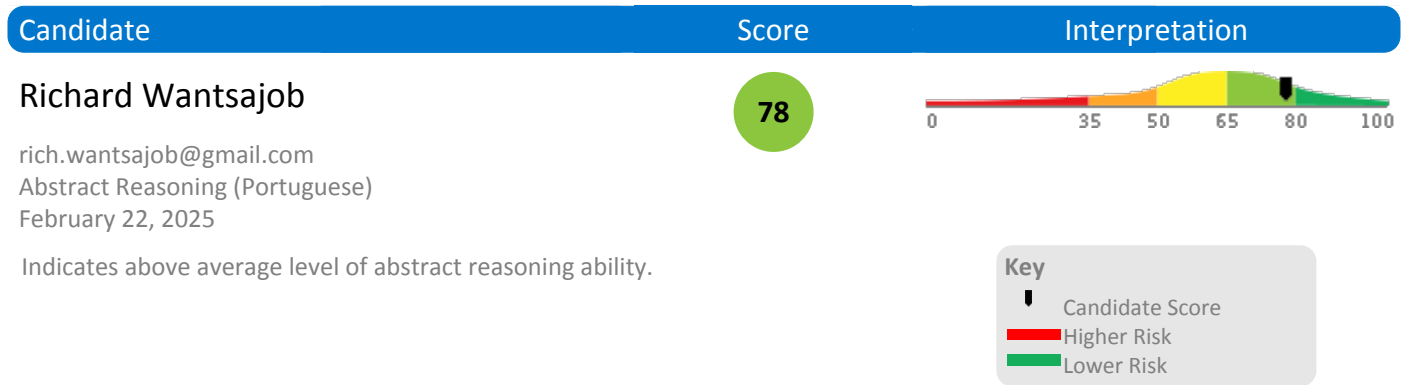 Candidate Score Interpretation
Richard Wantsajob
78
0 35 50 65 80 100
rich.wantsajob@gmail.com
Abstract Reasoning (Portuguese)
February 22, 2025
Indicates above average level of abstract reasoning ability.
Key
Candidate Score
Higher Risk
Lower Risk